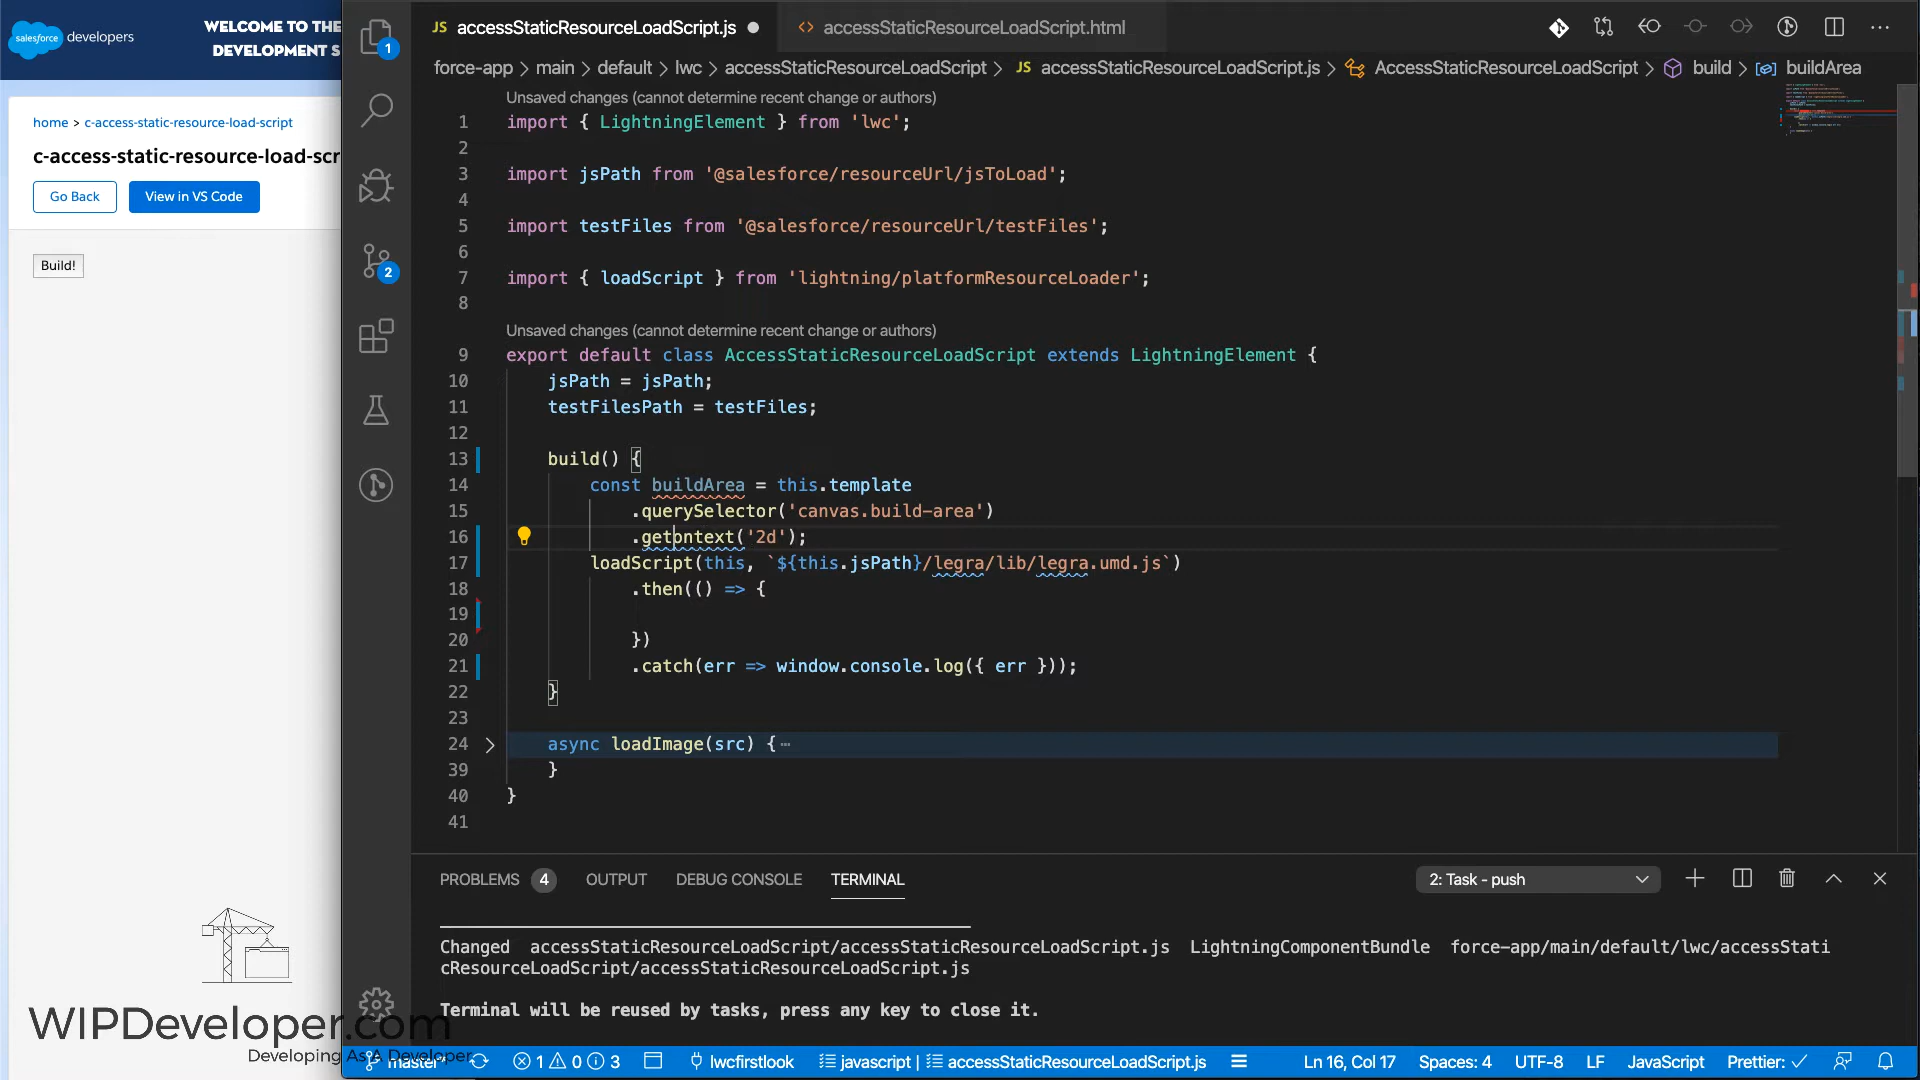 salesforce developers
WELCOME TO THE
DEVELOPMENT S
home > c-access-static-resource-load-script
c-access-static-resource-load-scr
Go Back
View in VS Code
Build!
WIPDeveloper.com
Developing As A Developer
1
2
JS accessStaticResourceLoadScript.js
<> accessStaticResourceLoadScript.html
force-app > main > default > lwc > accessStaticResourceLoadScript > JS accessStaticResourceLoadScript.js > AccessStaticResourceLoadScript > build > buildArea
Unsaved changes (cannot determine recent change or authors)
1 import { LightningElement } from 'lwc';
2
3 import jsPath from '@salesforce/resourceUrl/jsToLoad';
4
5 import testFiles from '@salesforce/resourceUrl/testFiles';
6
7 import { loadScript } from 'lightning/platformResourceLoader';
8
Unsaved changes (cannot determine recent change or authors)
9 export default class AccessStaticResourceLoadScript extends LightningElement {
10 jsPath = jsPath;
11 testFilesPath = testFiles;
12
13 build() {
14 const buildArea = this.template
15 .querySelector('canvas.build-area')
16 .getontext('2d');
17 loadScript(this, `${this.jsPath}/legra/lib/legra.umd.js`)
18 .then(() => {
19
20 })
21 .catch(err => window.console.log({ err }));
22 }
23
24 async loadImage(src) {⋯
39 }
40 }
41
PROBLEMS 4 OUTPUT DEBUG CONSOLE TERMINAL
2: Task - push
Changed accessStaticResourceLoadScript/accessStaticResourceLoadScript.js LightningComponentBundle force-app/main/default/lwc/accessStati
cResourceLoadScript/accessStaticResourceLoadScript.js
Terminal will be reused by tasks, press any key to close it.
master* 1 0 3 lwcfirstlook javascript | accessStaticResourceLoadScript.js Ln 16, Col 17 Spaces: 4 UTF-8 LF JavaScript Prettier: ✓